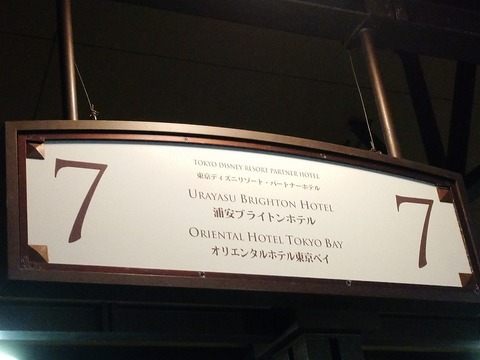 7
TOKYO DISNEY RESORT PARTNER HOTEL
東京ディズニーリゾート・パートナーホテル
URAYASU BRIGHTON HOTEL
浦安ブライトンホテル
ORIENTAL HOTEL TOKYO BAY
オリエンタルホテル東京ベイ
7